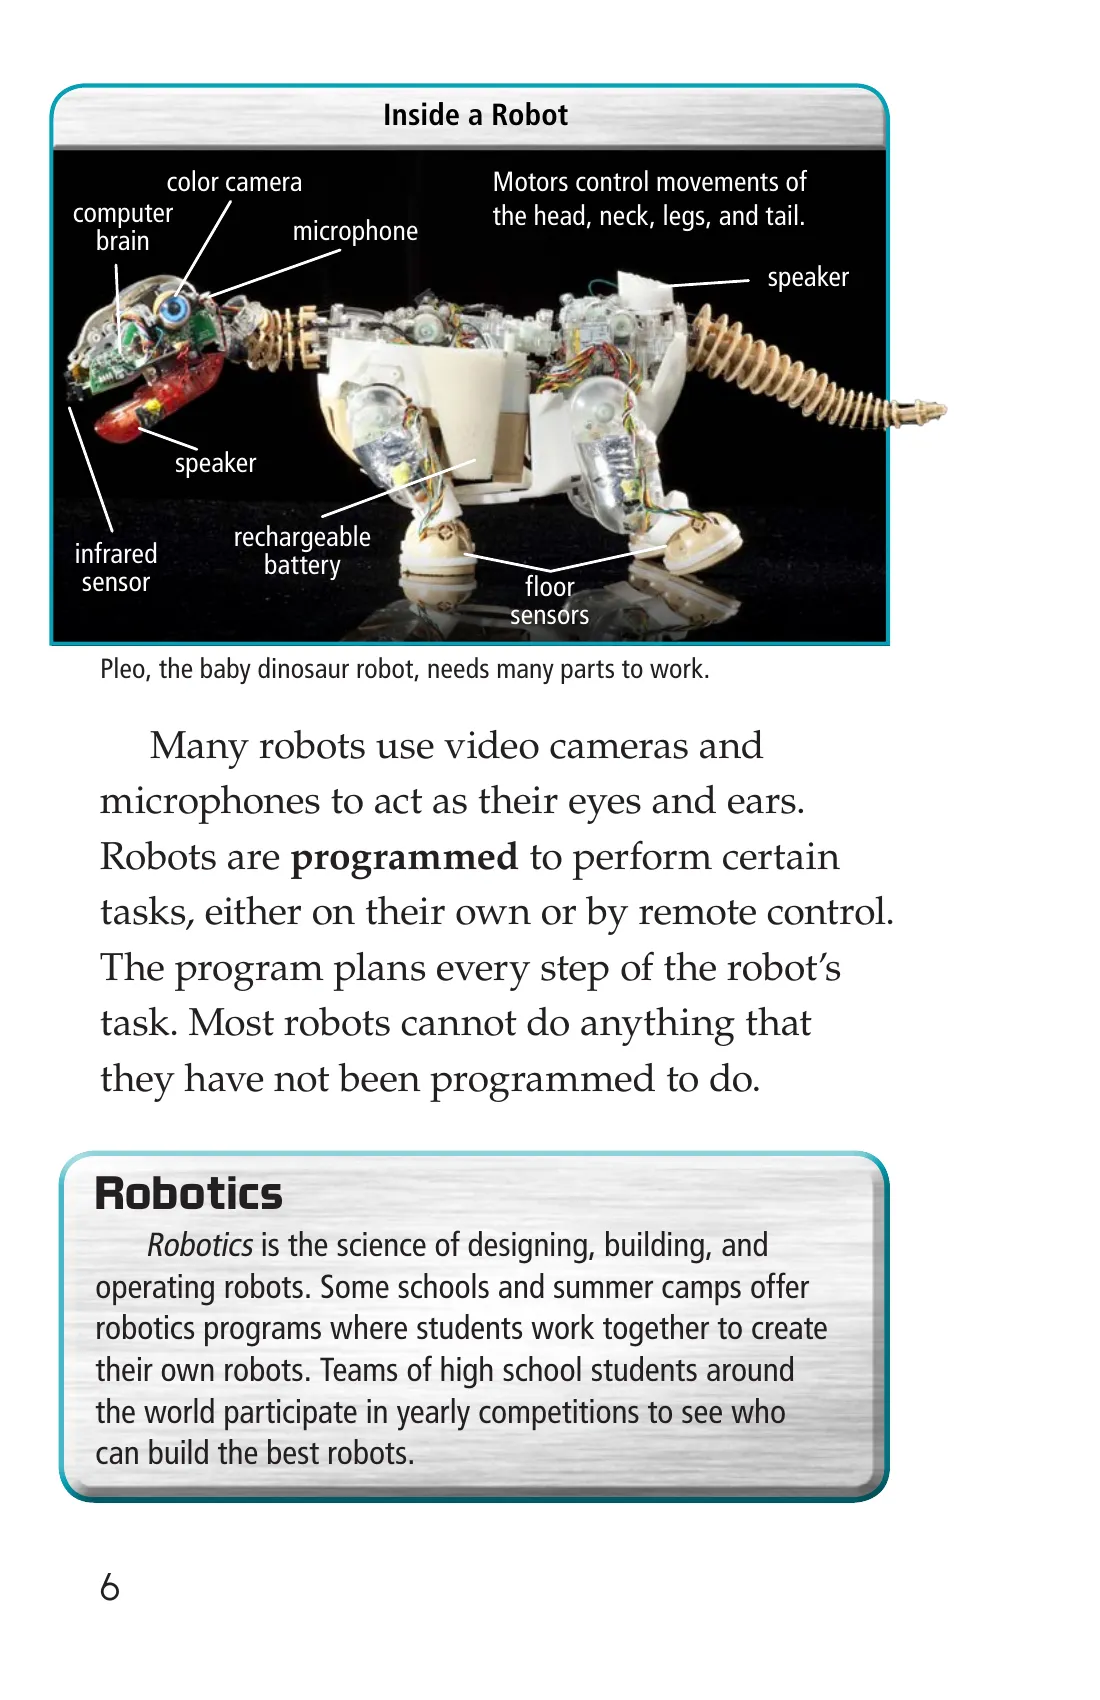 Inside a Robot
color camera
computer
brain
microphone
Motors control movements of
the head, neck, legs, and tail.
speaker
speaker
infrared
sensor
rechargeable
battery
floor
sensors
Pleo, the baby dinosaur robot, needs many parts to work.
Many robots use video cameras and
microphones to act as their eyes and ears.
Robots are programmed to perform certain
tasks, either on their own or by remote control.
The program plans every step of the robot’s
task. Most robots cannot do anything that
they have not been programmed to do.
Robotics
Robotics is the science of designing, building, and
operating robots. Some schools and summer camps offer
robotics programs where students work together to create
their own robots. Teams of high school students around
the world participate in yearly competitions to see who
can build the best robots.
6